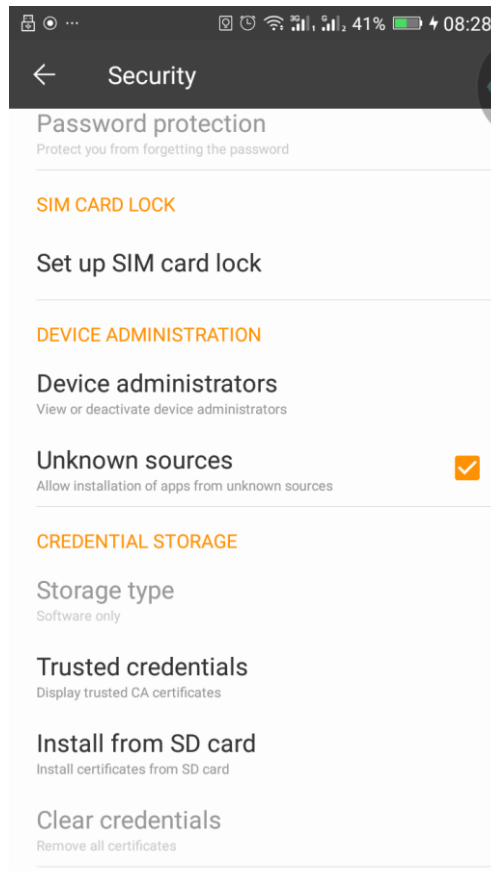 3G 1 G 2 41% 08:28
Security
Password protection
Protect you from forgetting the password
SIM CARD LOCK
Set up SIM card lock
DEVICE ADMINISTRATION
Device administrators
View or deactivate device administrators
Unknown sources
Allow installation of apps from unknown sources
CREDENTIAL STORAGE
Storage type
Software only
Trusted credentials
Display trusted CA certificates
Install from SD card
Install certificates from SD card
Clear credentials
Remove all certificates